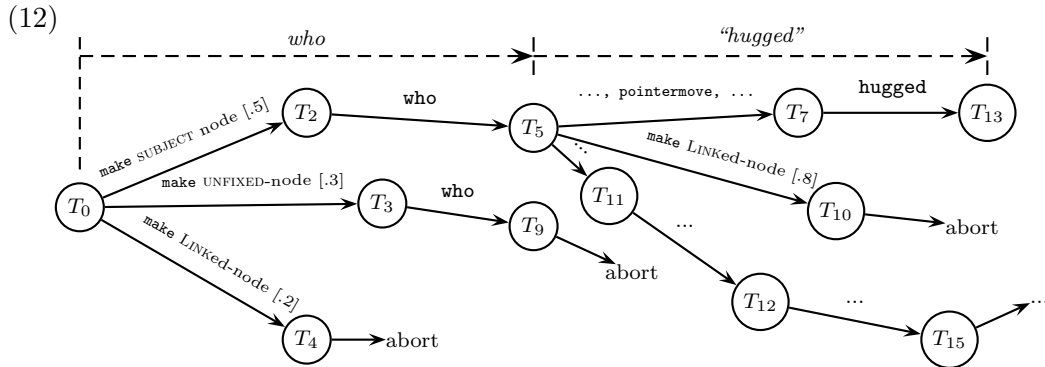 (12)
who “hugged”
make SUBJECT node [.5]
T2
who
T5
..., pointermove, ...
T7
hugged
T13
make LINKed-node [.8]
...
T11
T10
abort
T0
make UNFIXED-node [.3]
T3
who
T9
abort
...
T12
...
T15
...
make LINKed-node [.2]
T4
abort